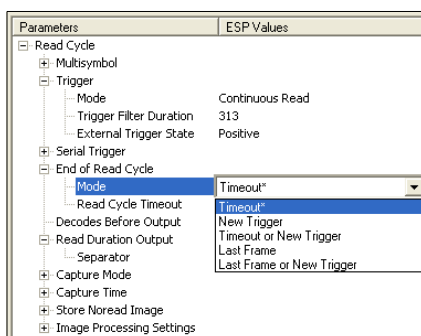 Parameters ESP Values
Read Cycle
Multisymbol
Trigger
Mode Continuous Read
Trigger Filter Duration 313
External Trigger State Positive
Serial Trigger
End of Read Cycle
Mode Timeout*
Read Cycle Timeout Timeout*
New Trigger
Decodes Before Output Timeout or New Trigger
Read Duration Output Last Frame
Separator Last Frame or New Trigger
Capture Mode
Capture Time
Store Noread Image
Image Processing Settings